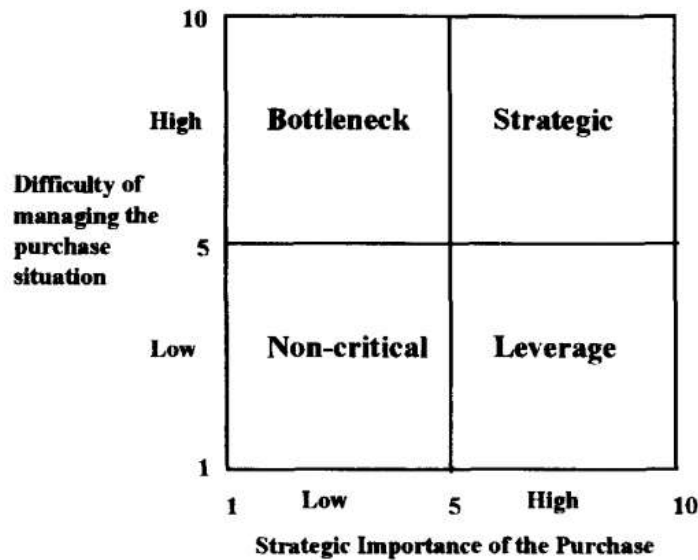 10
High
Bottleneck
Strategic
Difficulty of
managing the
purchase
situation
5
Low
Non-critical
Leverage
1
1
Low
5
High
10
Strategic Importance of the Purchase